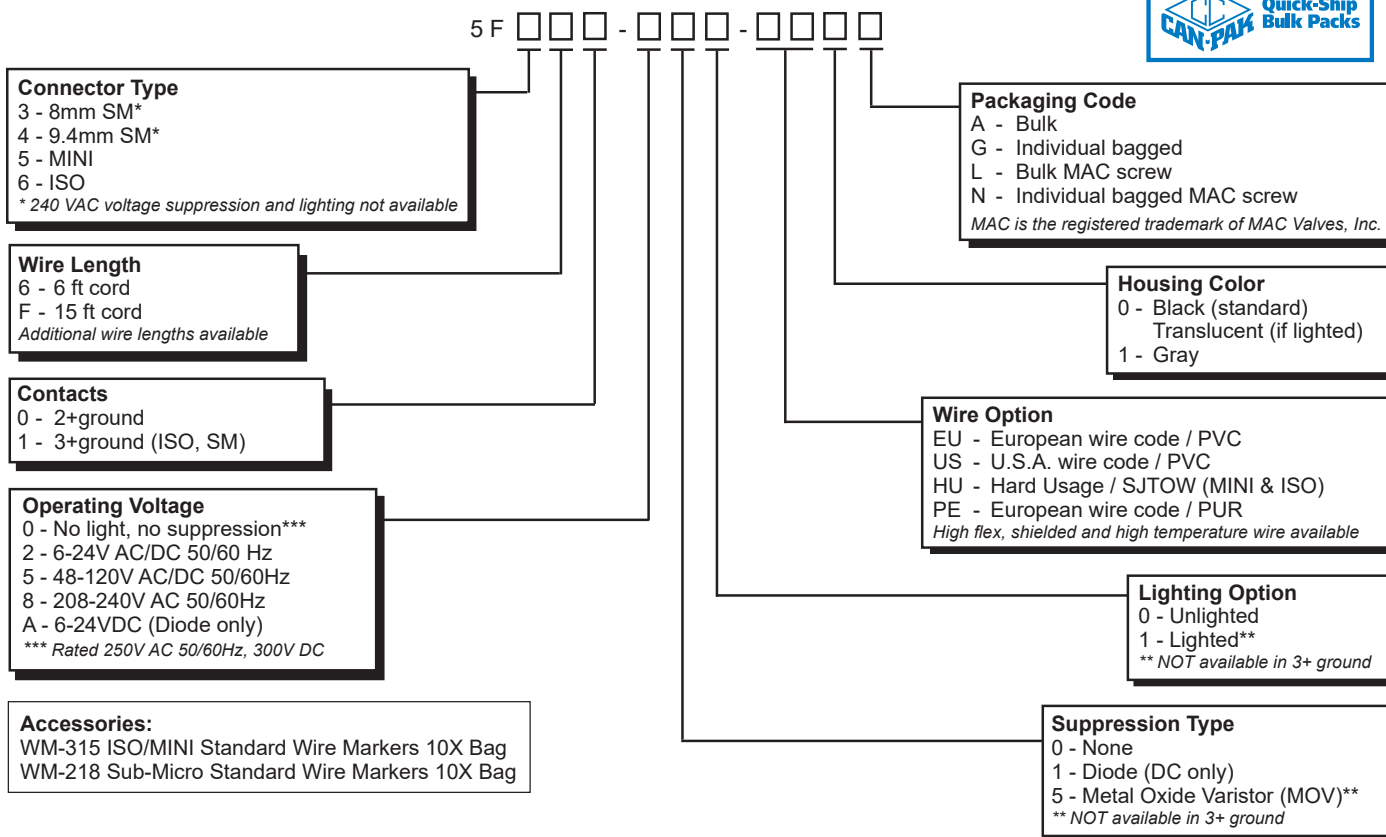 CC
CAN-PAK
Quick-Ship
Bulk Packs
5 F □ □ □ - □ □ □ - □ □ □ □
Connector Type
3 - 8mm SM*
4 - 9.4mm SM*
5 - MINI
6 - ISO
* 240 VAC voltage suppression and lighting not available
Wire Length
6 - 6 ft cord
F - 15 ft cord
Additional wire lengths available
Contacts
0 - 2+ground
1 - 3+ground (ISO, SM)
Operating Voltage
0 - No light, no suppression***
2 - 6-24V AC/DC 50/60 Hz
5 - 48-120V AC/DC 50/60Hz
8 - 208-240V AC 50/60Hz
A - 6-24VDC (Diode only)
*** Rated 250V AC 50/60Hz, 300V DC
Accessories:
WM-315 ISO/MINI Standard Wire Markers 10X Bag
WM-218 Sub-Micro Standard Wire Markers 10X Bag
Packaging Code
A - Bulk
G - Individual bagged
L - Bulk MAC screw
N - Individual bagged MAC screw
MAC is the registered trademark of MAC Valves, Inc.
Housing Color
0 - Black (standard)
Translucent (if lighted)
1 - Gray
Wire Option
EU - European wire code / PVC
US - U.S.A. wire code / PVC
HU - Hard Usage / SJTOW (MINI & ISO)
PE - European wire code / PUR
High flex, shielded and high temperature wire available
Lighting Option
0 - Unlighted
1 - Lighted**
** NOT available in 3+ ground
Suppression Type
0 - None
1 - Diode (DC only)
5 - Metal Oxide Varistor (MOV)**
** NOT available in 3+ ground